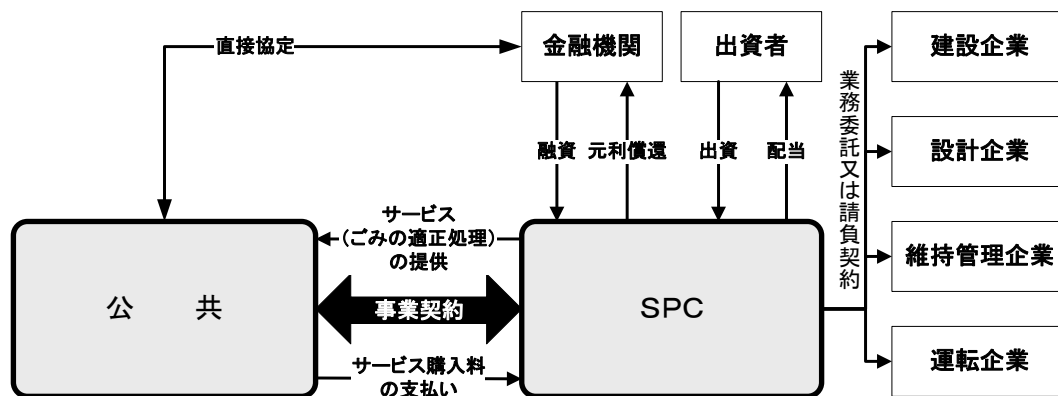 直接協定
金融機関
出資者
建設企業
業務委託又は請負契約
設計企業
融資
元利償還
出資
配当
サービス
(ごみの適正処理)
の提供
維持管理企業
公　　共
事業契約
SPC
サービス購入料
の支払い
運転企業